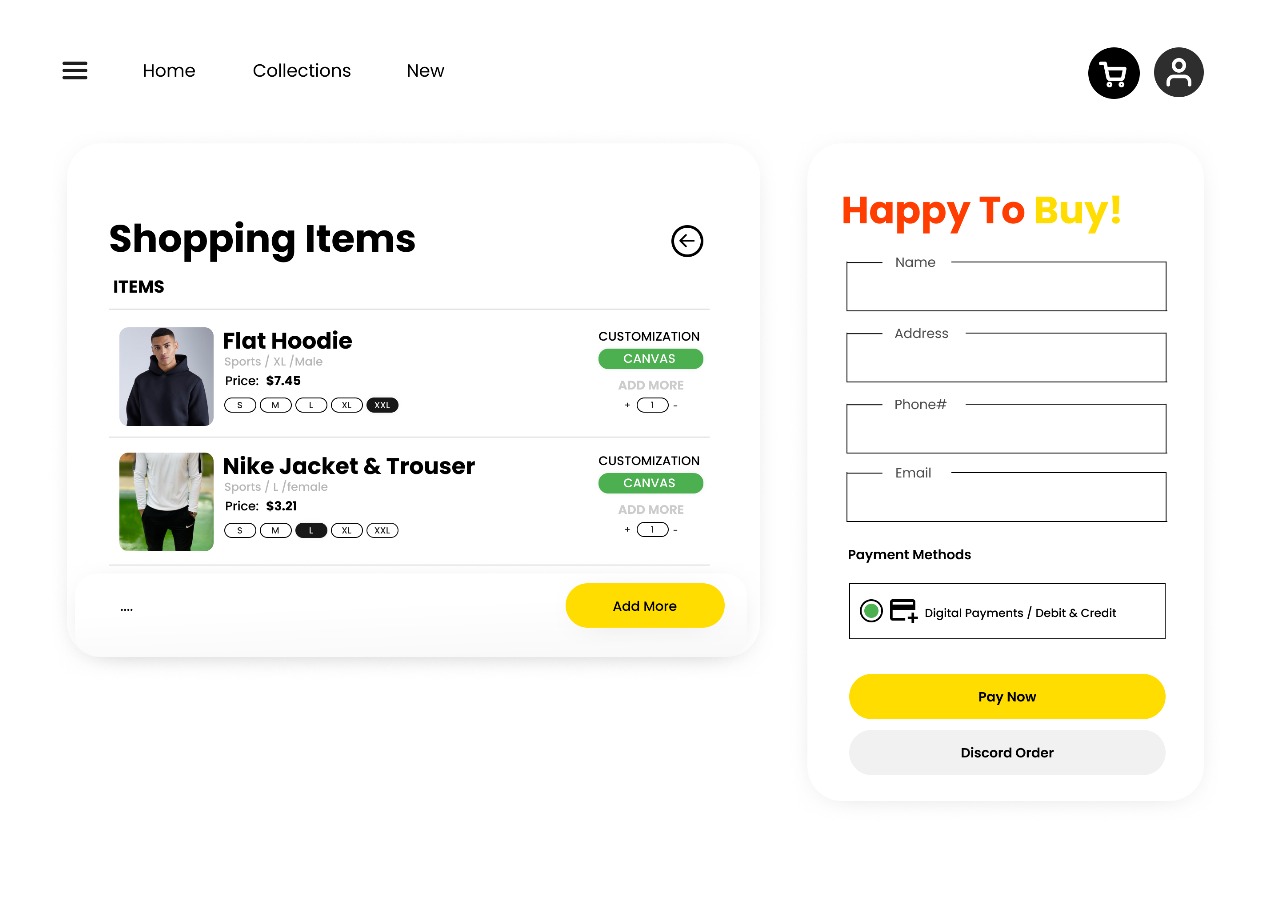 Home Collections New
Shopping Items
ITEMS
Flat Hoodie
Sports / XL /Male
Price: $7.45
S M L XL XXL
CUSTOMIZATION
CANVAS
ADD MORE
+ 1 -
Nike Jacket & Trouser
Sports / L /female
Price: $3.21
S M L XL XXL
CUSTOMIZATION
CANVAS
ADD MORE
+ 1 -
....
Add More
Happy To Buy!
Name
Address
Phone#
Email
Payment Methods
Digital Payments / Debit & Credit
Pay Now
Discord Order